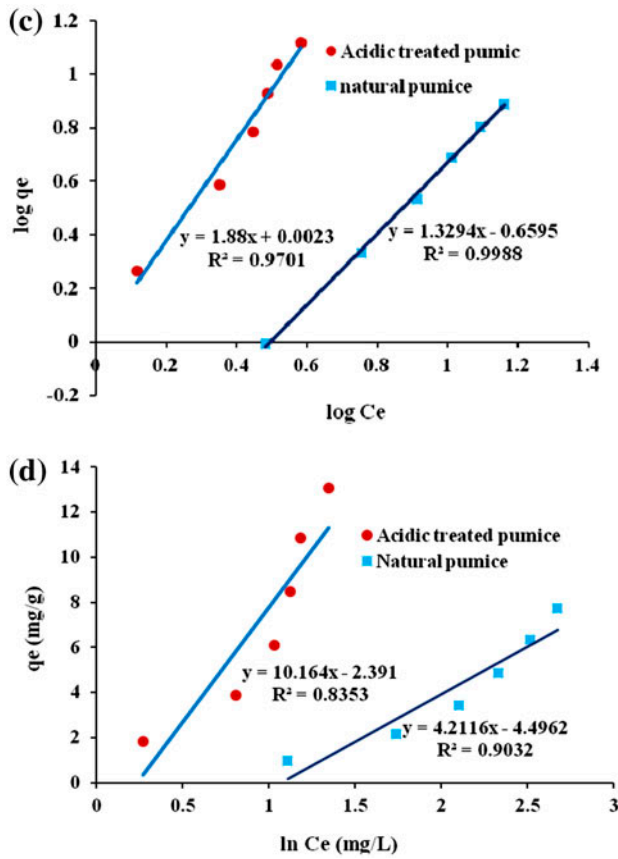 (c)
1.2
1
0.8
0.6
0.4
0.2
0
-0.2
log qe
Acidic treated pumic
natural pumice
y = 1.88x + 0.0023
R² = 0.9701
y = 1.3294x - 0.6595
R² = 0.9988
0 0.2 0.4 0.6 0.8 1 1.2 1.4
log Ce
(d)
14
12
10
8
6
4
2
0
qe (mg/g)
Acidic treated pumice
Natural pumice
y = 10.164x - 2.391
R² = 0.8353
y = 4.2116x - 4.4962
R² = 0.9032
0 0.5 1 1.5 2 2.5 3
ln Ce (mg/L)